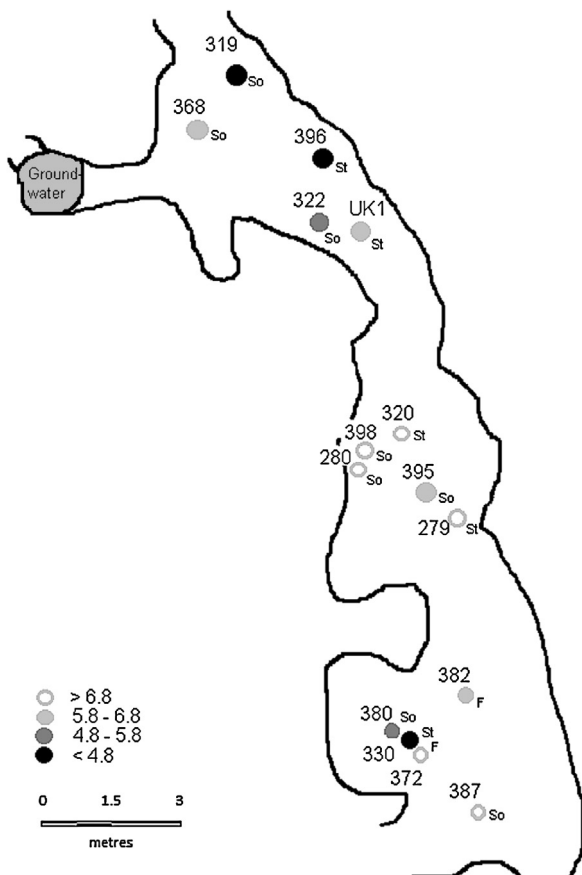 319
So
368
So
396
St
Ground-
water
322
So
UK1
St
320
St
398
So
280
So
395
So
279
St
382
F
380
So
St
330
F
372
387
So
> 6.8
5.8 - 6.8
4.8 - 5.8
< 4.8
0 1.5 3
metres